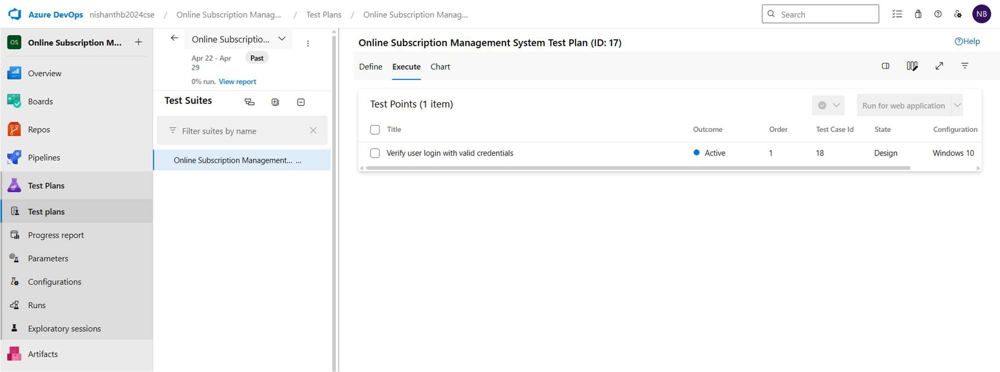 Azure DevOps nishanthb2024cse / Online Subscription Manag... / Test Plans / Online Subscription Manag...
Search
NB
OS Online Subscription M... +
Overview
Boards
Repos
Pipelines
Test Plans
Test plans
Progress report
Parameters
Configurations
Runs
Exploratory sessions
Artifacts
Online Subscriptio...
Apr 22 - Apr
29
Past
0% run. View report
Test Suites
Filter suites by name
Online Subscription Management... ...
Online Subscription Management System Test Plan (ID: 17)
Help
Define Execute Chart
Test Points (1 item)
Run for web application
Title Outcome Order Test Case Id State Configuration
Verify user login with valid credentials Active 1 18 Design Windows 10